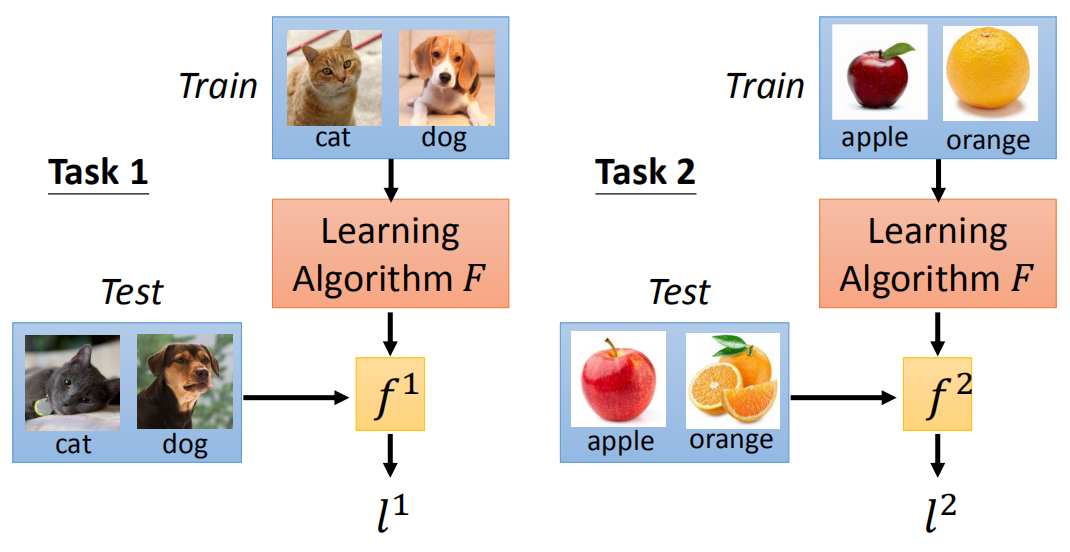 Train
cat
dog
Task 1
Learning
Algorithm F
Test
cat
dog
f¹
l¹
Train
apple
orange
Task 2
Learning
Algorithm F
Test
apple
orange
f²
l²